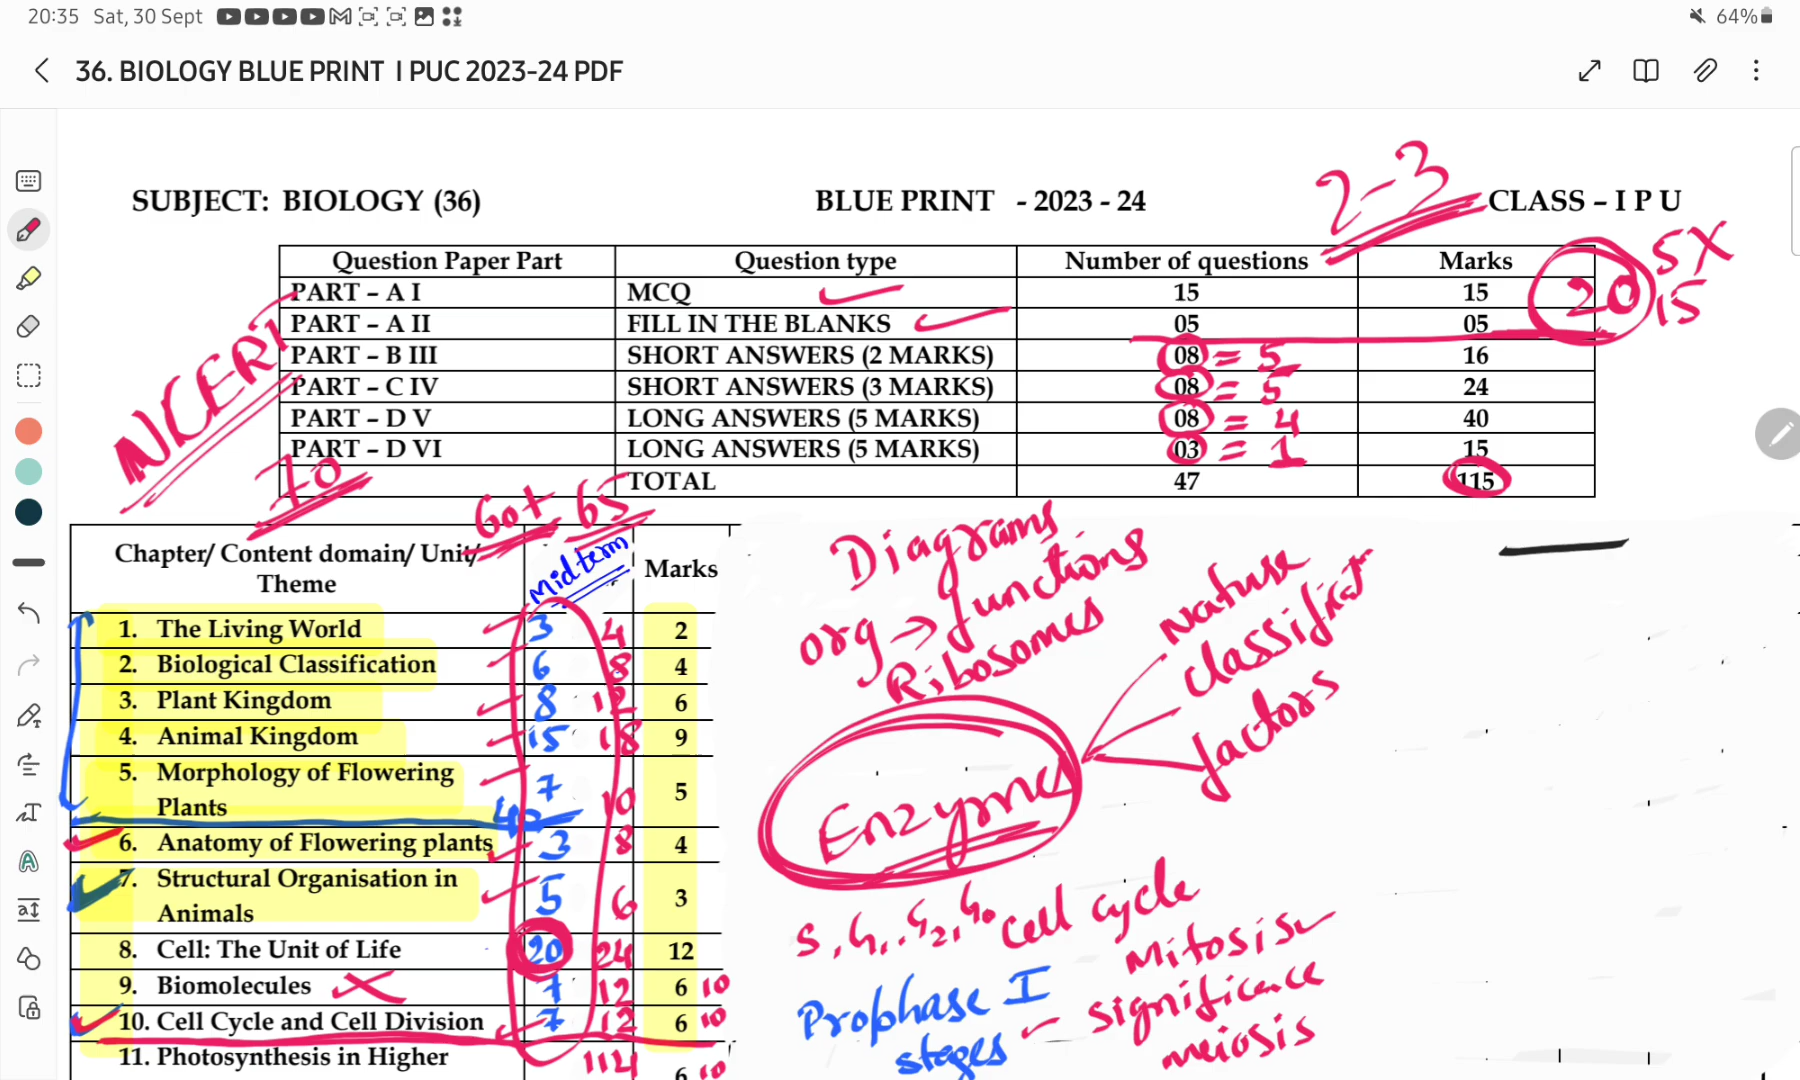 20:35 Sat, 30 Sept
64%
36. BIOLOGY BLUE PRINT I PUC 2023-24 PDF
2-3
SUBJECT: BIOLOGY (36) BLUE PRINT - 2023 - 24 CLASS – I P U
Question Paper Part Question type Number of questions Marks
PART – A I MCQ 15 15
PART – A II FILL IN THE BLANKS 05 05
20 5X
15
PART – B III SHORT ANSWERS (2 MARKS) 08 = 5 16
PART – C IV SHORT ANSWERS (3 MARKS) 08 = 5 24
PART – D V LONG ANSWERS (5 MARKS) 08 = 4 40
PART – D VI LONG ANSWERS (5 MARKS) 03 = 1 15
TOTAL 47 115
NCERT
70
60+ 65
Chapter/ Content domain/ Unit/
Theme
Midterm
Marks
1. The Living World 3 4 2
2. Biological Classification 6 8 4
3. Plant Kingdom 8 12 6
4. Animal Kingdom 15 18 9
5. Morphology of Flowering
Plants 7 10 5
6. Anatomy of Flowering plants 3 8 4
7. Structural Organisation in
Animals 5 6 3
8. Cell: The Unit of Life 20 24 12
9. Biomolecules 7 12 6 10
10. Cell Cycle and Cell Division 7 12 6 10
11. Photosynthesis in Higher 114 6 10
Diagrams
org → functions
Ribosomes
Enzyme
Nature
factors
cell cycle
Mitosis
Prophase I
stages
significance
meiosis